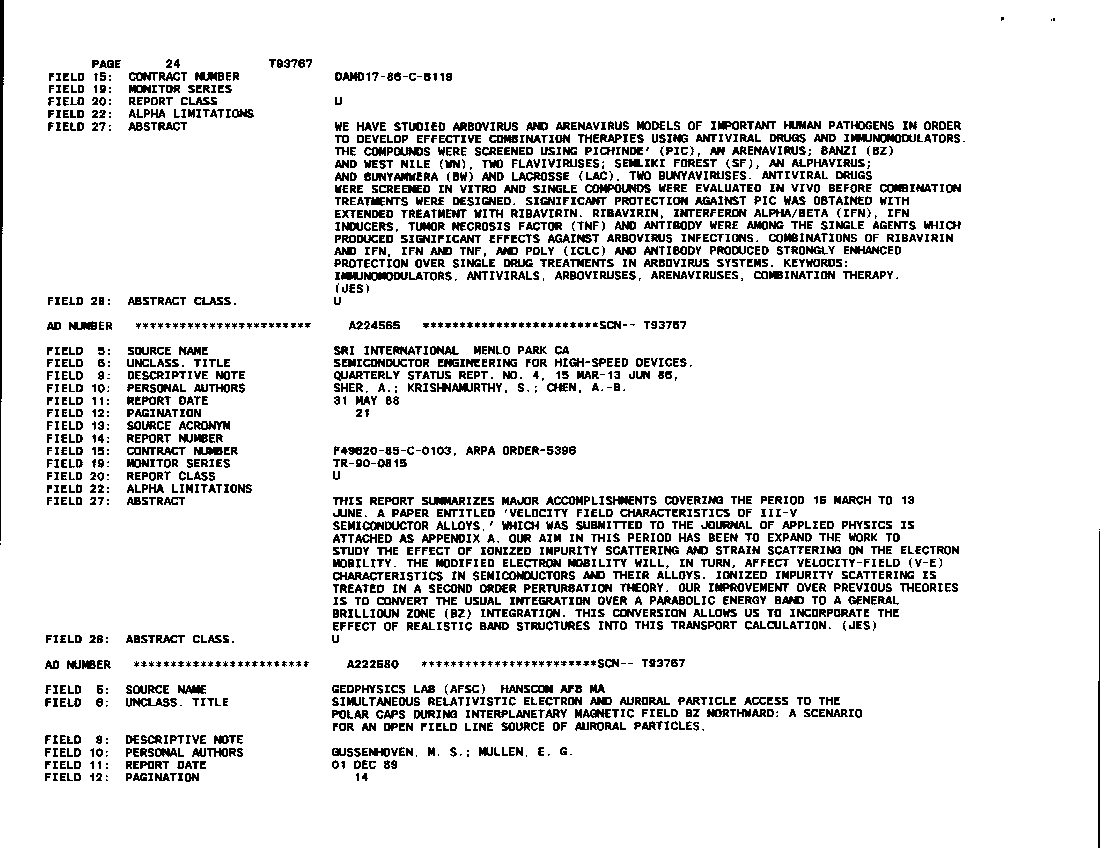 PAGE 24 T93767
FIELD 15: CONTRACT NUMBER DAMD17-86-C-6119
FIELD 19: MONITOR SERIES
FIELD 20: REPORT CLASS U
FIELD 22: ALPHA LIMITATIONS
FIELD 27: ABSTRACT WE HAVE STUDIED ARBOVIRUS AND ARENAVIRUS MODELS OF IMPORTANT HUMAN PATHOGENS IN ORDER
TO DEVELOP EFFECTIVE COMBINATION THERAPIES USING ANTIVIRAL DRUGS AND IMMUNOMODULATORS.
THE COMPOUNDS WERE SCREENED USING PICHINDE' (PIC), AN ARENAVIRUS; BANZI (BZ)
AND WEST NILE (WN), TWO FLAVIVIRUSES; SEMLIKI FOREST (SF), AN ALPHAVIRUS;
AND BUNYAMWERA (BW) AND LACROSSE (LAC), TWO BUNYAVIRUSES. ANTIVIRAL DRUGS
WERE SCREENED IN VITRO AND SINGLE COMPOUNDS WERE EVALUATED IN VIVO BEFORE COMBINATION
TREATMENTS WERE DESIGNED. SIGNIFICANT PROTECTION AGAINST PIC WAS OBTAINED WITH
EXTENDED TREATMENT WITH RIBAVIRIN. RIBAVIRIN, INTERFERON ALPHA/BETA (IFN), IFN
INDUCERS, TUMOR NECROSIS FACTOR (TNF) AND ANTIBODY WERE AMONG THE SINGLE AGENTS WHICH
PRODUCED SIGNIFICANT EFFECTS AGAINST ARBOVIRUS INFECTIONS. COMBINATIONS OF RIBAVIRIN
AND IFN, IFN AND TNF, AND POLY (ICLC) AND ANTIBODY PRODUCED STRONGLY ENHANCED
PROTECTION OVER SINGLE DRUG TREATMENTS IN ARBOVIRUS SYSTEMS. KEYWORDS:
IMMUNOMODULATORS, ANTIVIRALS, ARBOVIRUSES, ARENAVIRUSES, COMBINATION THERAPY.
(JES)
FIELD 28: ABSTRACT CLASS. U
AD NUMBER ************************ A224565 ************************SCN-- T93767
FIELD 5: SOURCE NAME SRI INTERNATIONAL MENLO PARK CA
FIELD 6: UNCLASS. TITLE SEMICONDUCTOR ENGINEERING FOR HIGH-SPEED DEVICES.
FIELD 9: DESCRIPTIVE NOTE QUARTERLY STATUS REPT. NO. 4, 15 MAR-13 JUN 86,
FIELD 10: PERSONAL AUTHORS SHER, A.; KRISHNAMURTHY, S.; CHEN, A.-B.
FIELD 11: REPORT DATE 31 MAY 88
FIELD 12: PAGINATION 21
FIELD 13: SOURCE ACRONYM
FIELD 14: REPORT NUMBER
FIELD 15: CONTRACT NUMBER F49620-85-C-0103, ARPA ORDER-5396
FIELD 19: MONITOR SERIES TR-90-0815
FIELD 20: REPORT CLASS U
FIELD 22: ALPHA LIMITATIONS
FIELD 27: ABSTRACT THIS REPORT SUMMARIZES MAJOR ACCOMPLISHMENTS COVERING THE PERIOD 15 MARCH TO 13
JUNE. A PAPER ENTITLED 'VELOCITY FIELD CHARACTERISTICS OF III-V
SEMICONDUCTOR ALLOYS,' WHICH WAS SUBMITTED TO THE JOURNAL OF APPLIED PHYSICS IS
ATTACHED AS APPENDIX A. OUR AIM IN THIS PERIOD HAS BEEN TO EXPAND THE WORK TO
STUDY THE EFFECT OF IONIZED IMPURITY SCATTERING AND STRAIN SCATTERING ON THE ELECTRON
MOBILITY. THE MODIFIED ELECTRON MOBILITY WILL, IN TURN, AFFECT VELOCITY-FIELD (V-E)
CHARACTERISTICS IN SEMICONDUCTORS AND THEIR ALLOYS. IONIZED IMPURITY SCATTERING IS
TREATED IN A SECOND ORDER PERTURBATION THEORY. OUR IMPROVEMENT OVER PREVIOUS THEORIES
IS TO CONVERT THE USUAL INTEGRATION OVER A PARABOLIC ENERGY BAND TO A GENERAL
BRILLIOUN ZONE (BZ) INTEGRATION. THIS CONVERSION ALLOWS US TO INCORPORATE THE
EFFECT OF REALISTIC BAND STRUCTURES INTO THIS TRANSPORT CALCULATION. (JES)
FIELD 28: ABSTRACT CLASS. U
AD NUMBER ************************ A222680 ************************SCN-- T93767
FIELD 5: SOURCE NAME GEOPHYSICS LAB (AFSC) HANSCOM AFB MA
FIELD 6: UNCLASS. TITLE SIMULTANEOUS RELATIVISTIC ELECTRON AND AURORAL PARTICLE ACCESS TO THE
POLAR CAPS DURING INTERPLANETARY MAGNETIC FIELD BZ NORTHWARD: A SCENARIO
FOR AN OPEN FIELD LINE SOURCE OF AURORAL PARTICLES.
FIELD 9: DESCRIPTIVE NOTE
FIELD 10: PERSONAL AUTHORS GUSSENHOVEN, M. S.; MULLEN, E. G.
FIELD 11: REPORT DATE 01 DEC 89
FIELD 12: PAGINATION 14